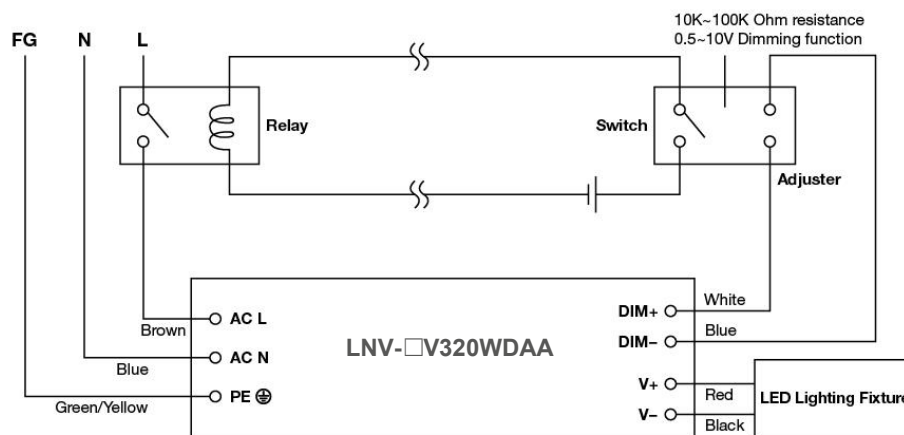 10K~100K Ohm resistance
0.5~10V Dimming function
FG N L
Relay
Switch
Adjuster
Brown
AC L
Blue
AC N
Green/Yellow
PE
LNV-□V320WDAA
DIM+
White
DIM–
Blue
V+
Red
V–
Black
LED Lighting Fixture